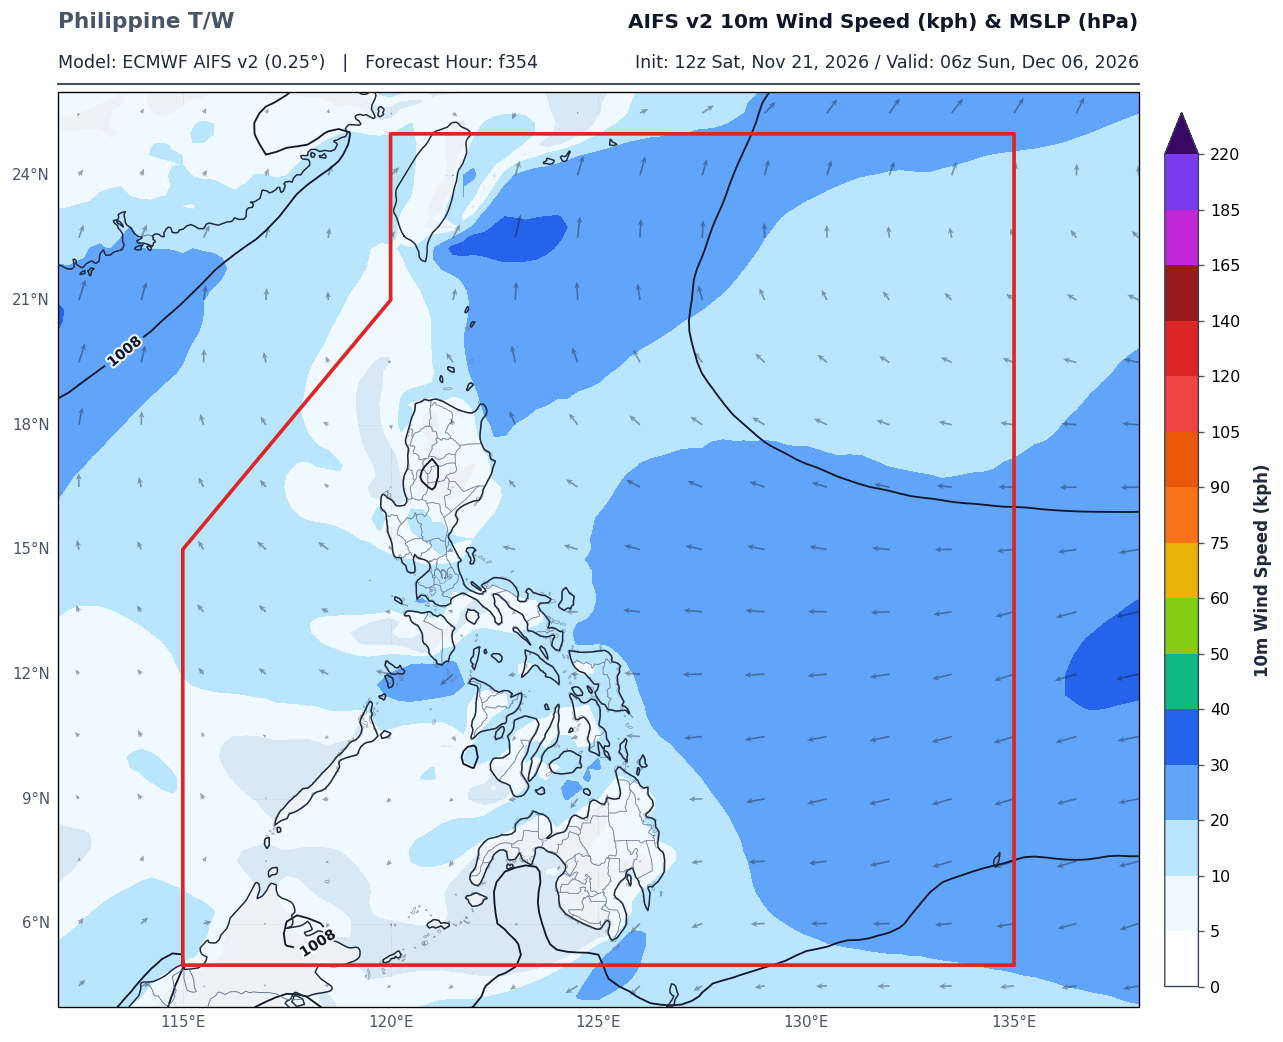 Philippine T/W
AIFS v2 10m Wind Speed (kph) & MSLP (hPa)
Model: ECMWF AIFS v2 (0.25°) | Forecast Hour: f354
Init: 12z Sat, Nov 21, 2026 / Valid: 06z Sun, Dec 06, 2026
24°N
21°N
18°N
15°N
12°N
9°N
6°N
1008
1008
115°E
120°E
125°E
130°E
135°E
220
185
165
140
120
105
90
75
60
50
40
30
20
10
5
0
10m Wind Speed (kph)